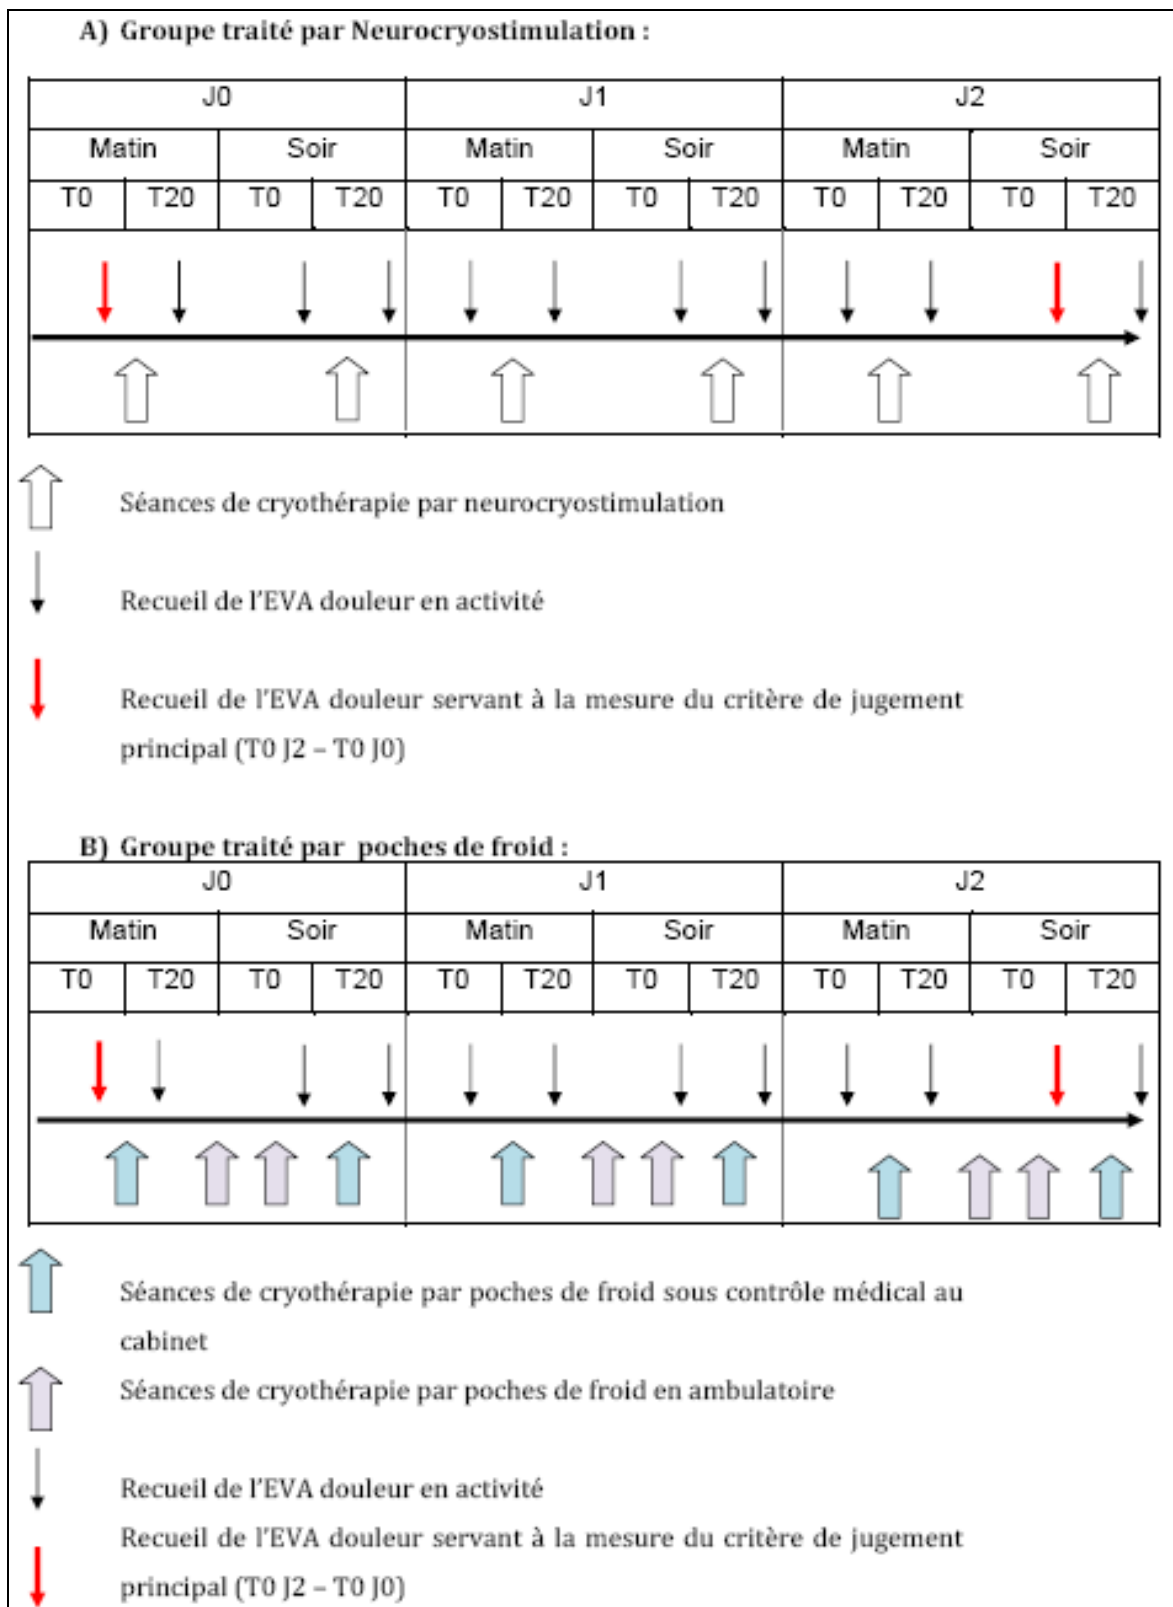 A) Groupe traité par Neurocryostimulation :
J0 J1 J2
Matin Soir Matin Soir Matin Soir
T0 T20 T0 T20 T0 T20 T0 T20 T0 T20 T0 T20
Séances de cryothérapie par neurocryostimulation
Recueil de l'EVA douleur en activité
Recueil de l'EVA douleur servant à la mesure du critère de jugement
principal (T0 J2 – T0 J0)
B) Groupe traité par poches de froid :
J0 J1 J2
Matin Soir Matin Soir Matin Soir
T0 T20 T0 T20 T0 T20 T0 T20 T0 T20 T0 T20
Séances de cryothérapie par poches de froid sous contrôle médical au
cabinet
Séances de cryothérapie par poches de froid en ambulatoire
Recueil de l'EVA douleur en activité
Recueil de l'EVA douleur servant à la mesure du critère de jugement
principal (T0 J2 – T0 J0)